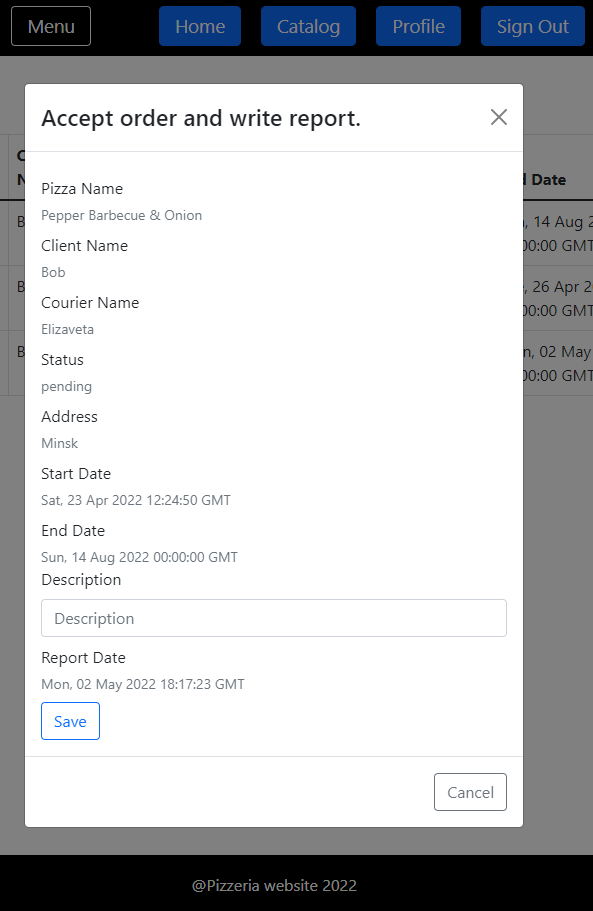 Menu Home Catalog Profile Sign Out
Accept order and write report.
Date
Pizza Name
Pepper Barbecue & Onion
14 Aug
Client Name
00:00 GMT
Bob
26 Apr
Courier Name
00:00 GMT
Elizaveta
Status
02 May
pending
00:00 GMT
Address
Minsk
Start Date
Sat, 23 Apr 2022 12:24:50 GMT
End Date
Sun, 14 Aug 2022 00:00:00 GMT
Description
Description
Report Date
Mon, 02 May 2022 18:17:23 GMT
Save
Cancel
@Pizzeria website 2022